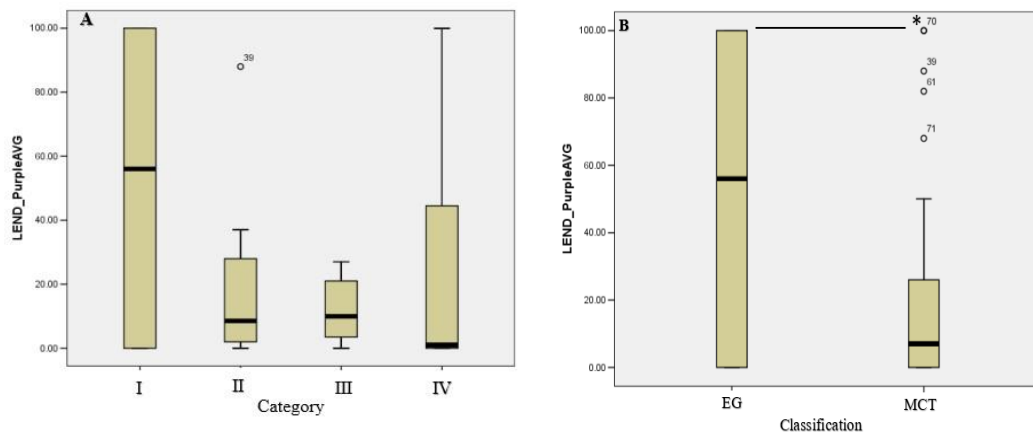 A
LEND_PurpleAVG
100.00
80.00
60.00
40.00
20.00
0.00
39
I II III IV
Category
B
LEND_PurpleAVG
100.00
80.00
60.00
40.00
20.00
0.00
* 70
39
61
71
EG MCT
Classification